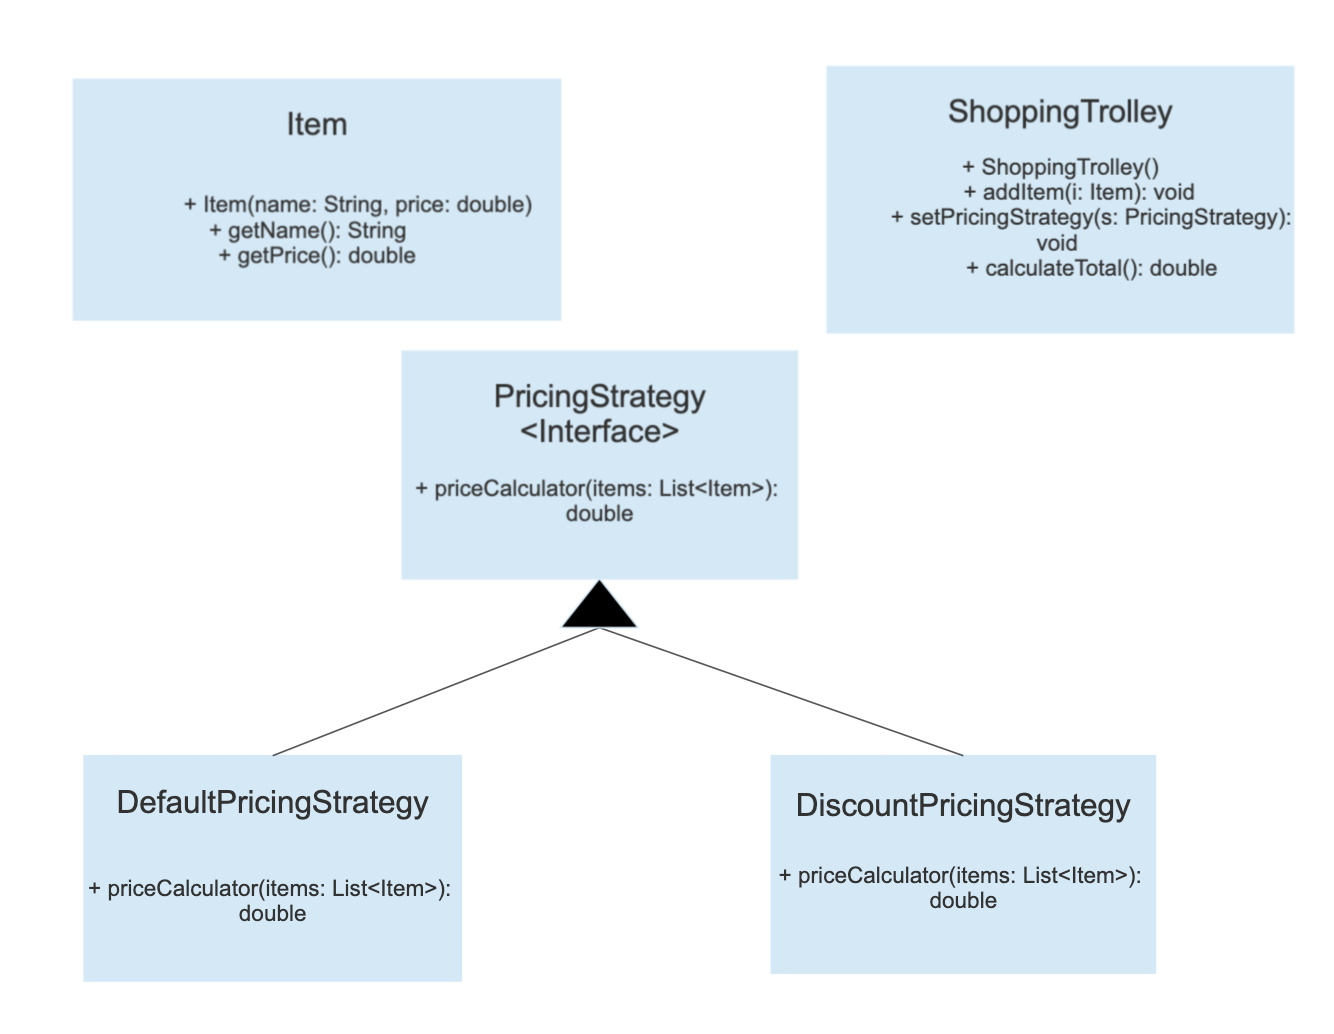 Item
+ Item(name: String, price: double)
+ getName(): String
+ getPrice(): double
ShoppingTrolley
+ ShoppingTrolley()
+ addItem(i: Item): void
+ setPricingStrategy(s: PricingStrategy):
void
+ calculateTotal(): double
PricingStrategy
<Interface>
+ priceCalculator(items: List<Item>):
double
DefaultPricingStrategy
+ priceCalculator(items: List<Item>):
double
DiscountPricingStrategy
+ priceCalculator(items: List<Item>):
double